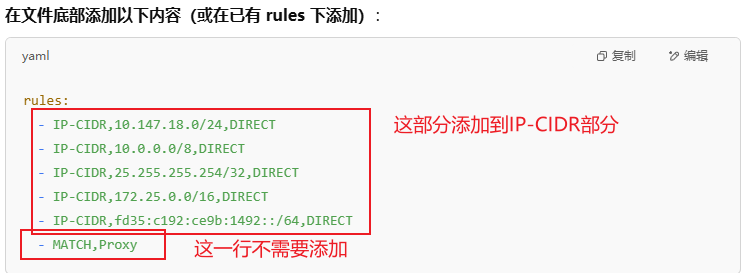 在文件底部添加以下内容（或在已有 rules 下添加）：
yaml
复制
编辑
rules:
- IP-CIDR,10.147.18.0/24,DIRECT
这部分添加到IP-CIDR部分
- IP-CIDR,10.0.0.0/8,DIRECT
- IP-CIDR,25.255.255.254/32,DIRECT
- IP-CIDR,172.25.0.0/16,DIRECT
- IP-CIDR,fd35:c192:ce9b:1492::/64,DIRECT
- MATCH,Proxy
这一行不需要添加